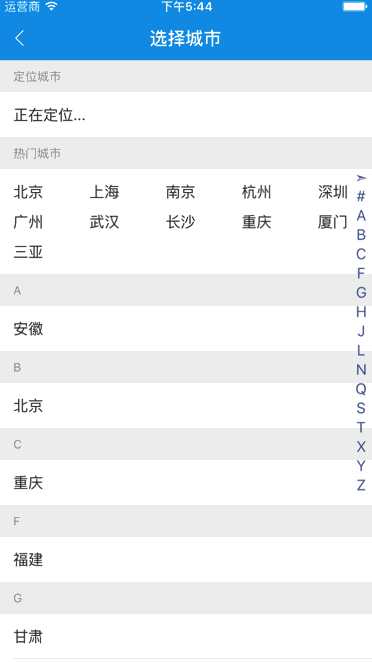 运营商 下午5:44
选择城市
定位城市
正在定位...
热门城市
北京 上海 南京 杭州 深圳
广州 武汉 长沙 重庆 厦门
三亚
A
安徽
B
北京
C
重庆
F
福建
G
甘肃
#
A
B
C
F
G
H
J
L
N
Q
S
T
X
Y
Z